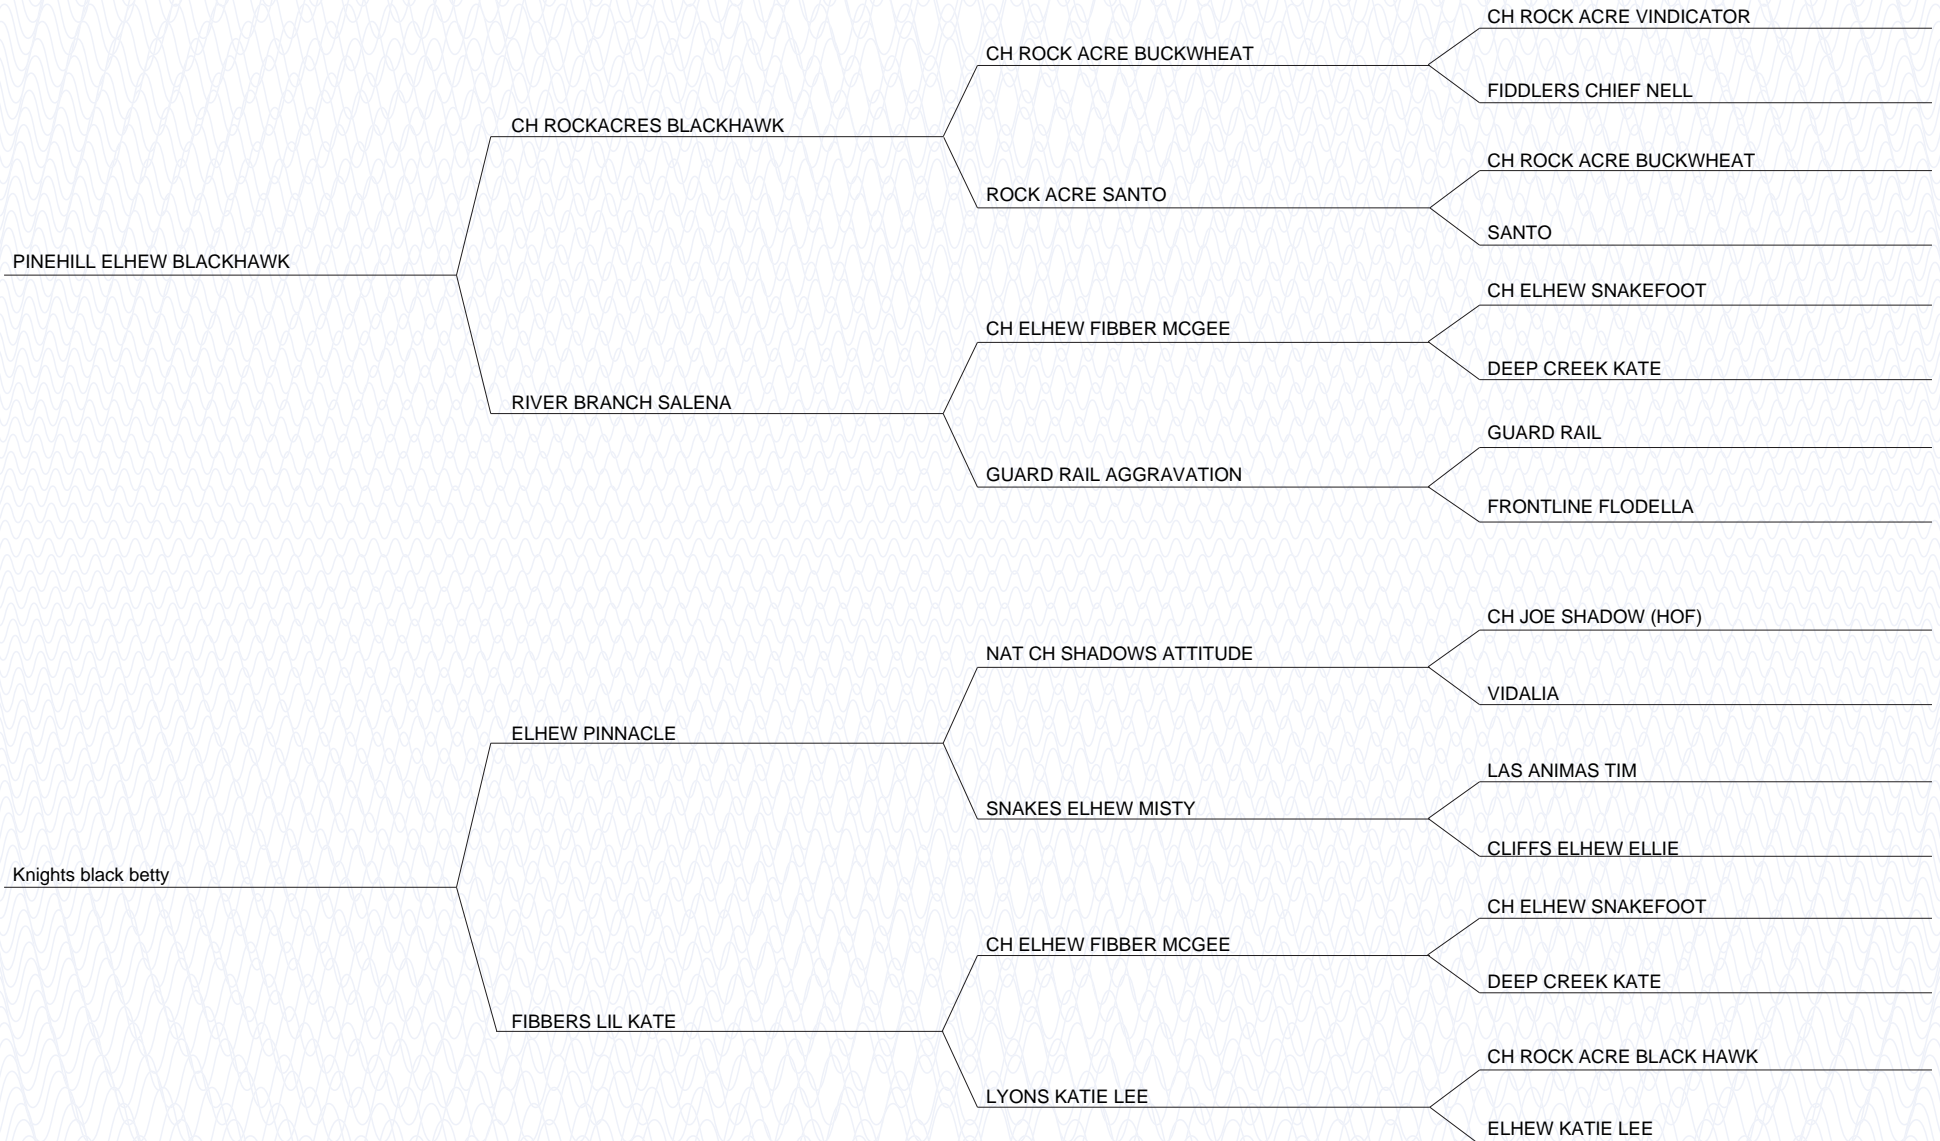 CH ROCK ACRE VINDICATOR
CH ROCK ACRE BUCKWHEAT
FIDDLERS CHIEF NELL
CH ROCKACRES BLACKHAWK
CH ROCK ACRE BUCKWHEAT
ROCK ACRE SANTO
SANTO
PINEHILL ELHEW BLACKHAWK
CH ELHEW SNAKEFOOT
CH ELHEW FIBBER MCGEE
DEEP CREEK KATE
RIVER BRANCH SALENA
GUARD RAIL
GUARD RAIL AGGRAVATION
FRONTLINE FLODELLA
CH JOE SHADOW (HOF)
NAT CH SHADOWS ATTITUDE
VIDALIA
ELHEW PINNACLE
LAS ANIMAS TIM
SNAKES ELHEW MISTY
CLIFFS ELHEW ELLIE
Knights black betty
CH ELHEW SNAKEFOOT
CH ELHEW FIBBER MCGEE
DEEP CREEK KATE
FIBBERS LIL KATE
CH ROCK ACRE BLACK HAWK
LYONS KATIE LEE
ELHEW KATIE LEE